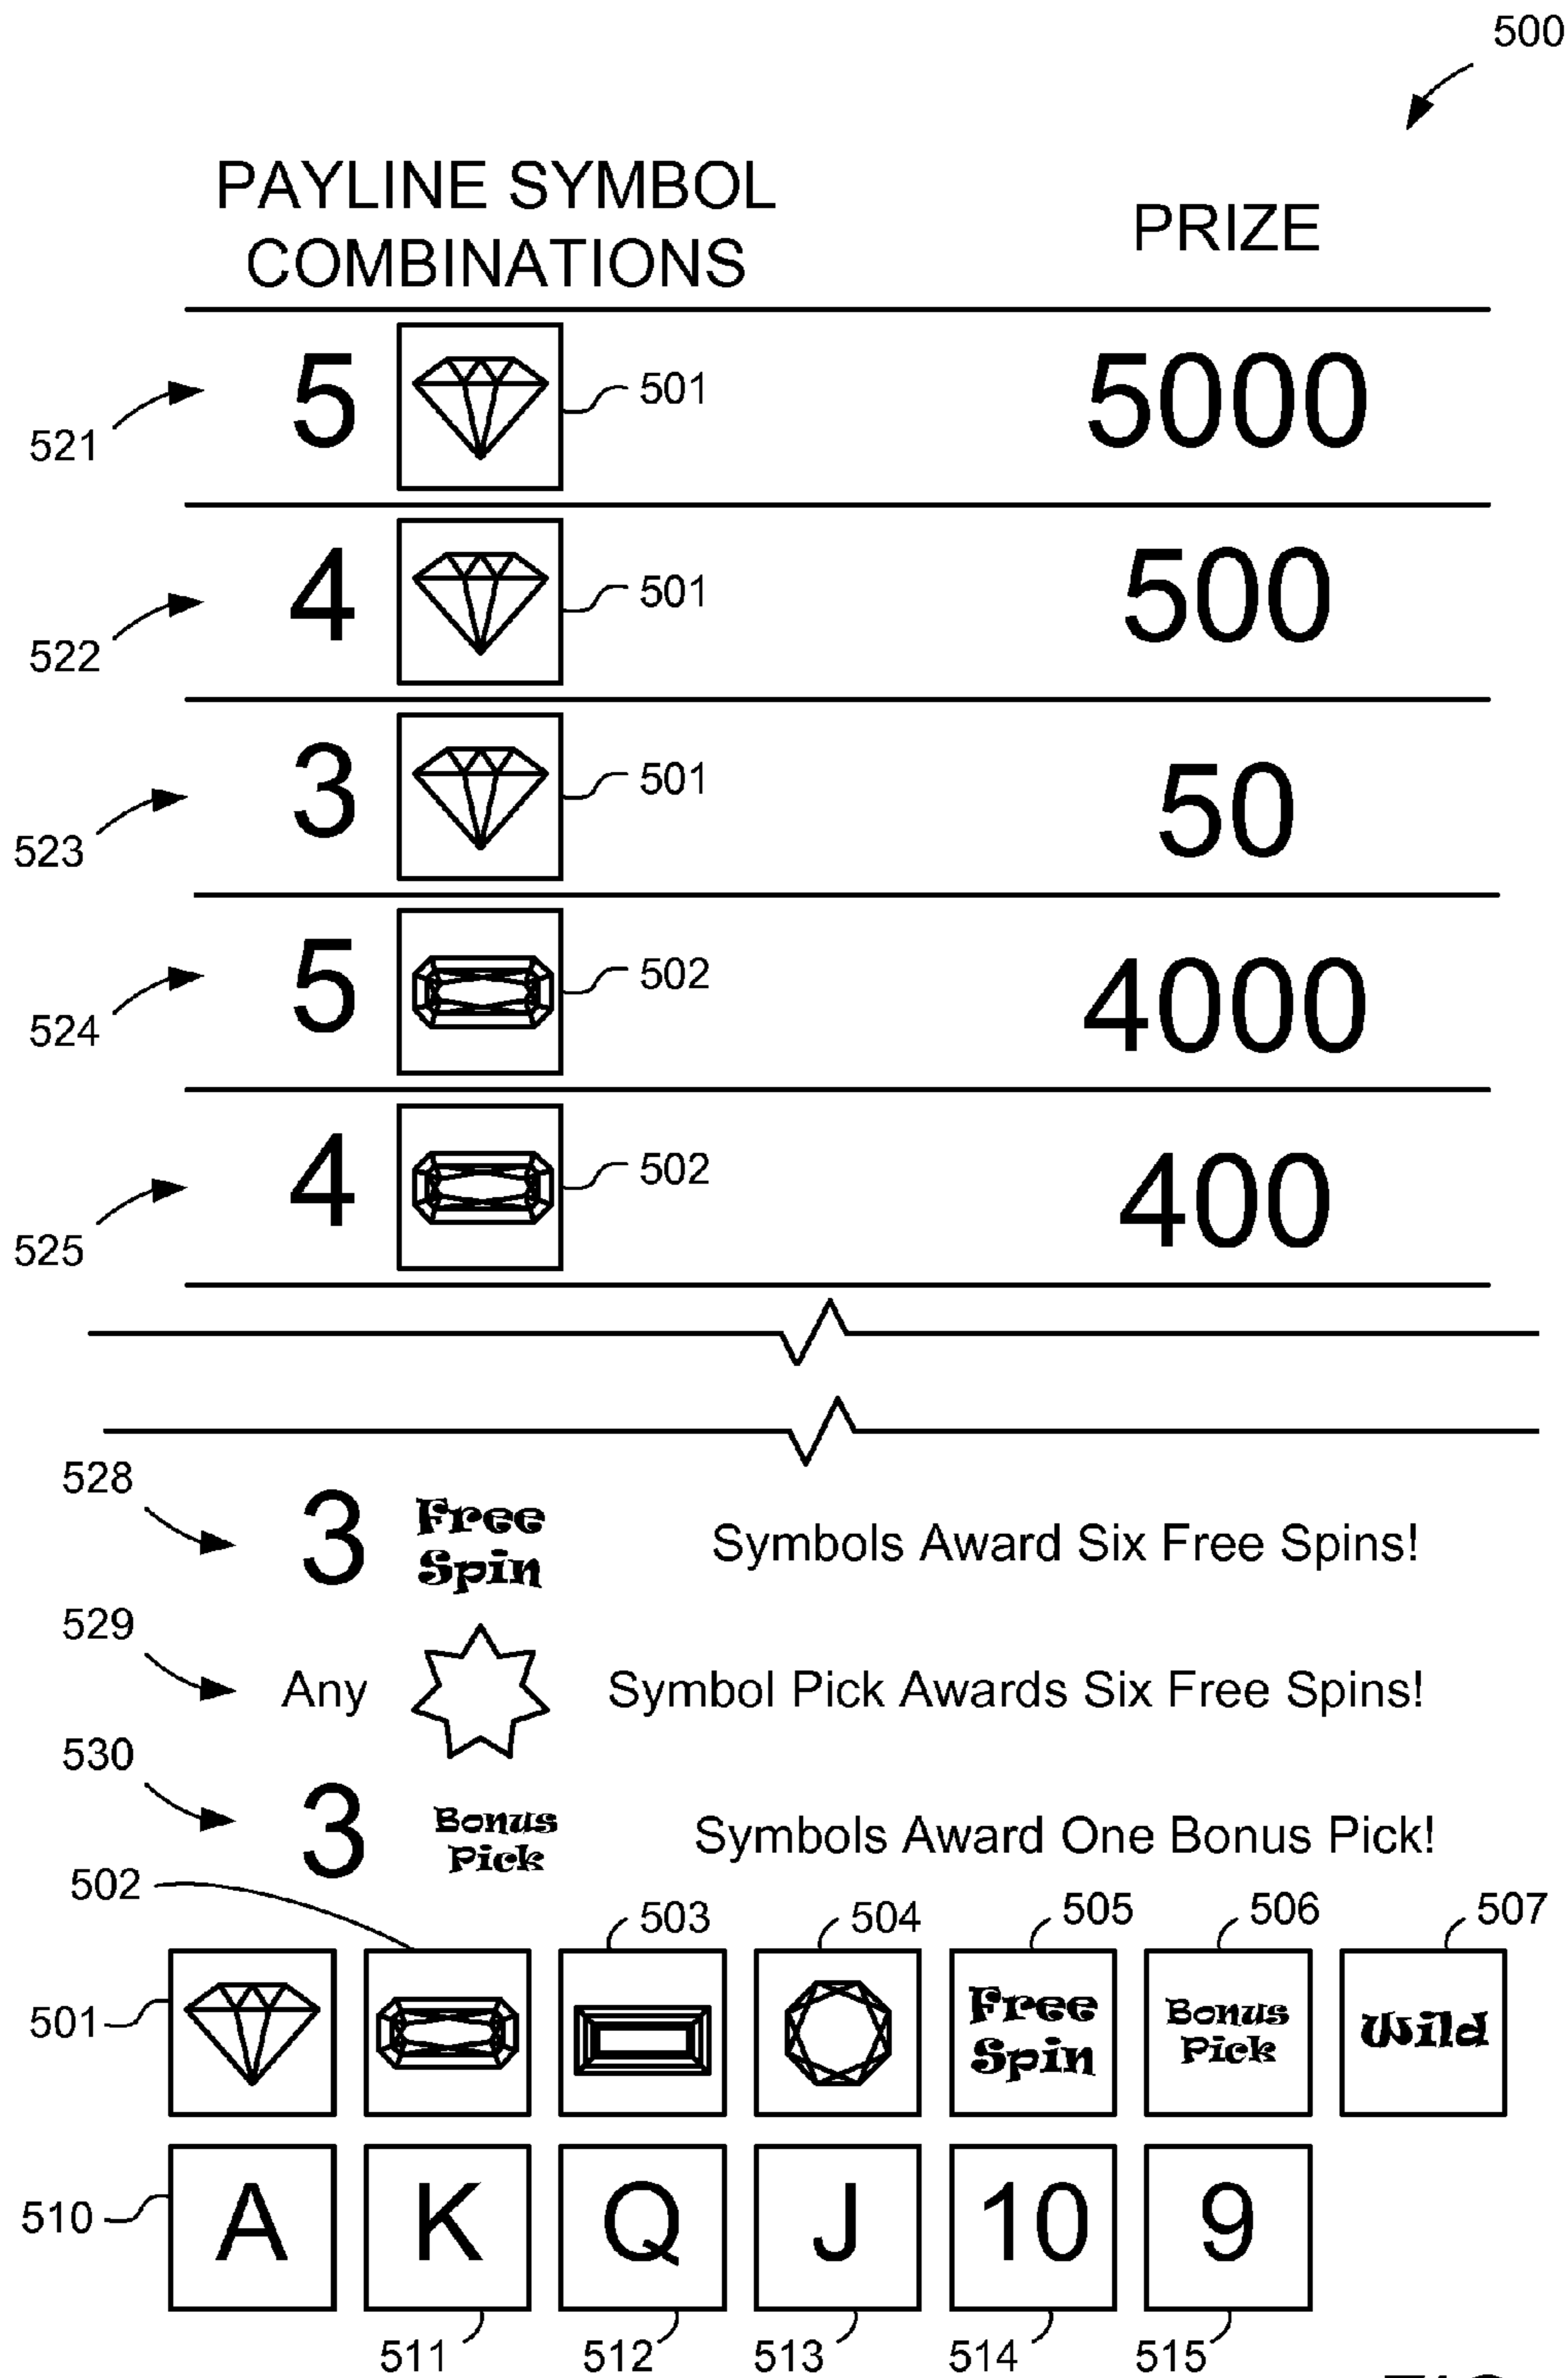 500
PAYLINE SYMBOL
COMBINATIONS
PRIZE
521 5 501 5000
522 4 501 500
523 3 501 50
524 5 502 4000
525 4 502 400
528 3 Free Spin Symbols Award Six Free Spins!
529 Any Symbol Pick Awards Six Free Spins!
530 3 Bonus Pick Symbols Award One Bonus Pick!
502 503 504 505 506 507
501 Free Spin Bonus Pick Wild
510 A K Q J 10 9
511 512 513 514 515